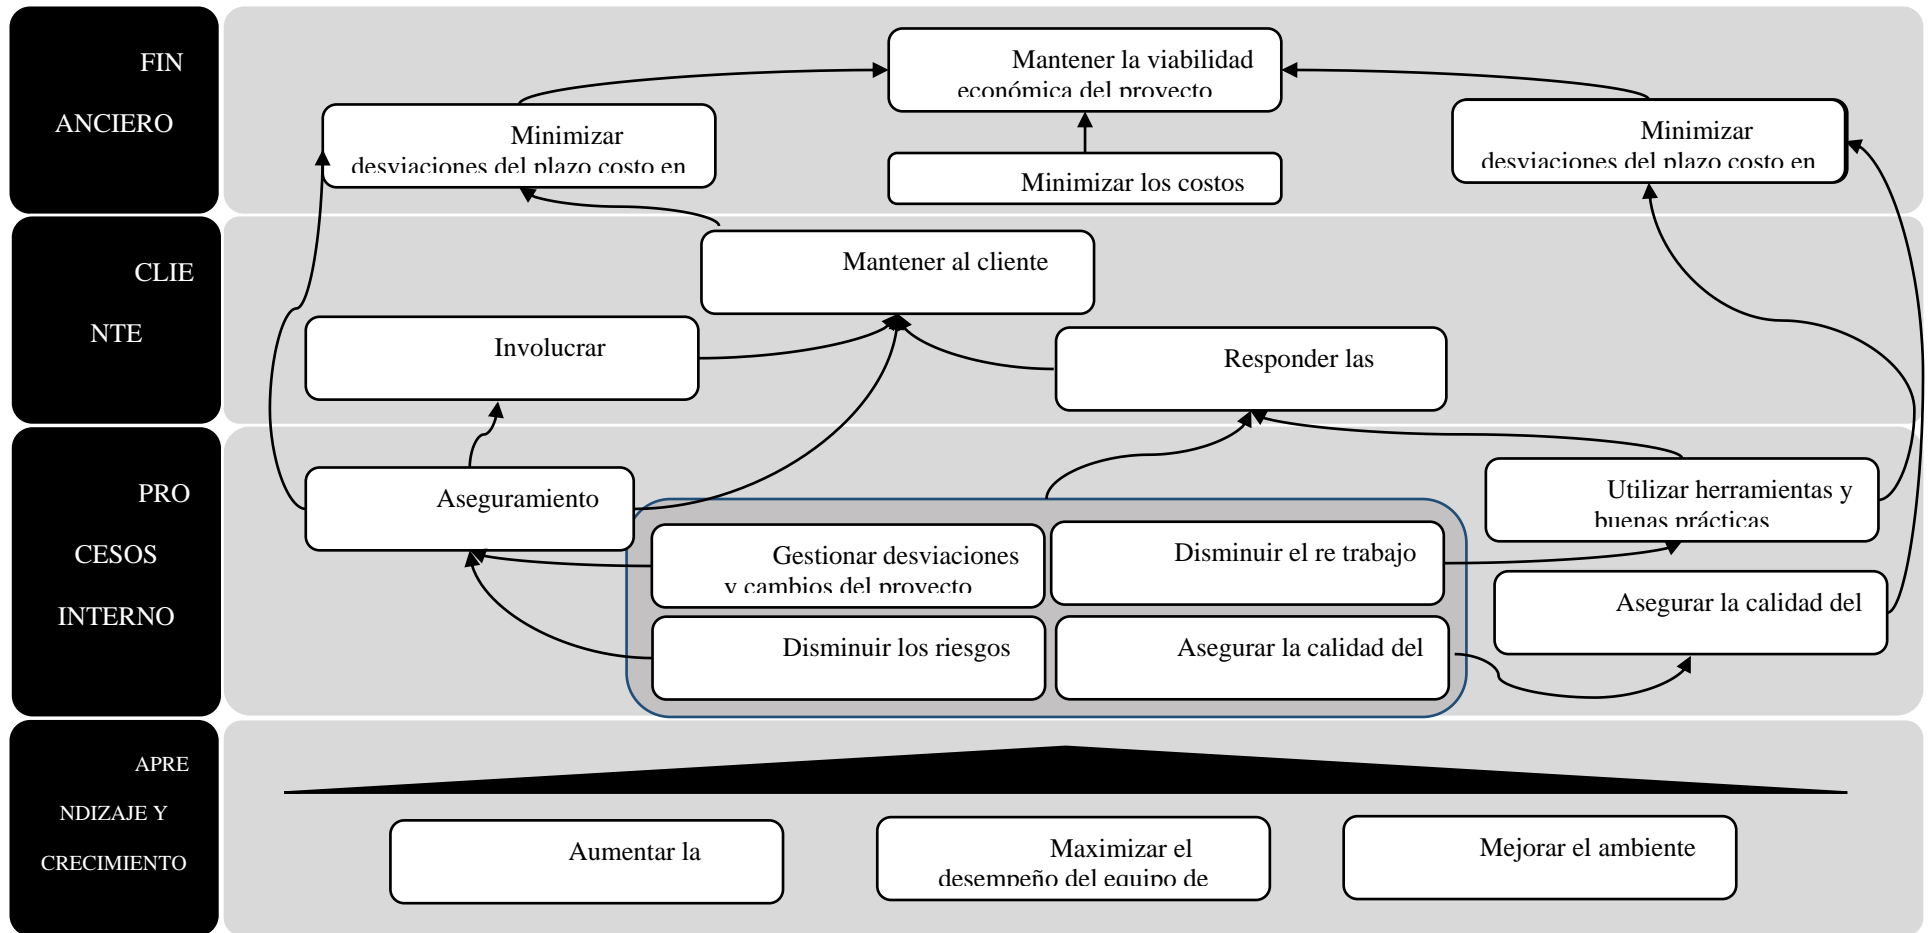 FIN
ANCIERO
Mantener la viabilidad
económica del proyecto
Minimizar
desviaciones del plazo costo en
Minimizar los costos
Minimizar
desviaciones del plazo costo en
CLIE
NTE
Mantener al cliente
Involucrar
Responder las
PRO
CESOS
INTERNO
Aseguramiento
Gestionar desviaciones
y cambios del proyecto
Disminuir el re trabajo
Utilizar herramientas y
buenas prácticas
Disminuir los riesgos
Asegurar la calidad del
Asegurar la calidad del
APRE
NDIZAJE Y
CRECIMIENTO
Aumentar la
Maximizar el
desempeño del equipo de
Mejorar el ambiente